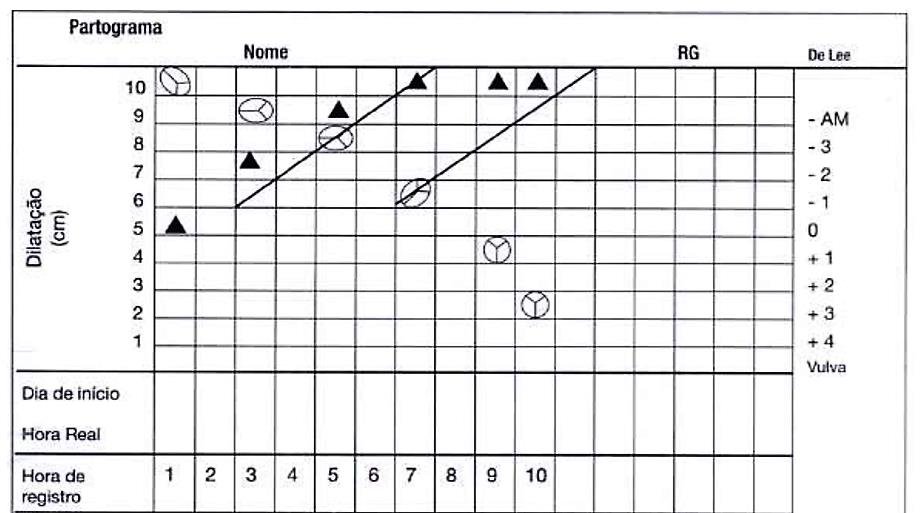 Partograma
Nome RG De Lee
10
9 - AM
8 - 3
7 - 2
6 - 1
5 0
4 + 1
3 + 2
2 + 3
1 + 4
Vulva
Dilatação
(cm)
Dia de início
Hora Real
Hora de
registro
1 2 3 4 5 6 7 8 9 10